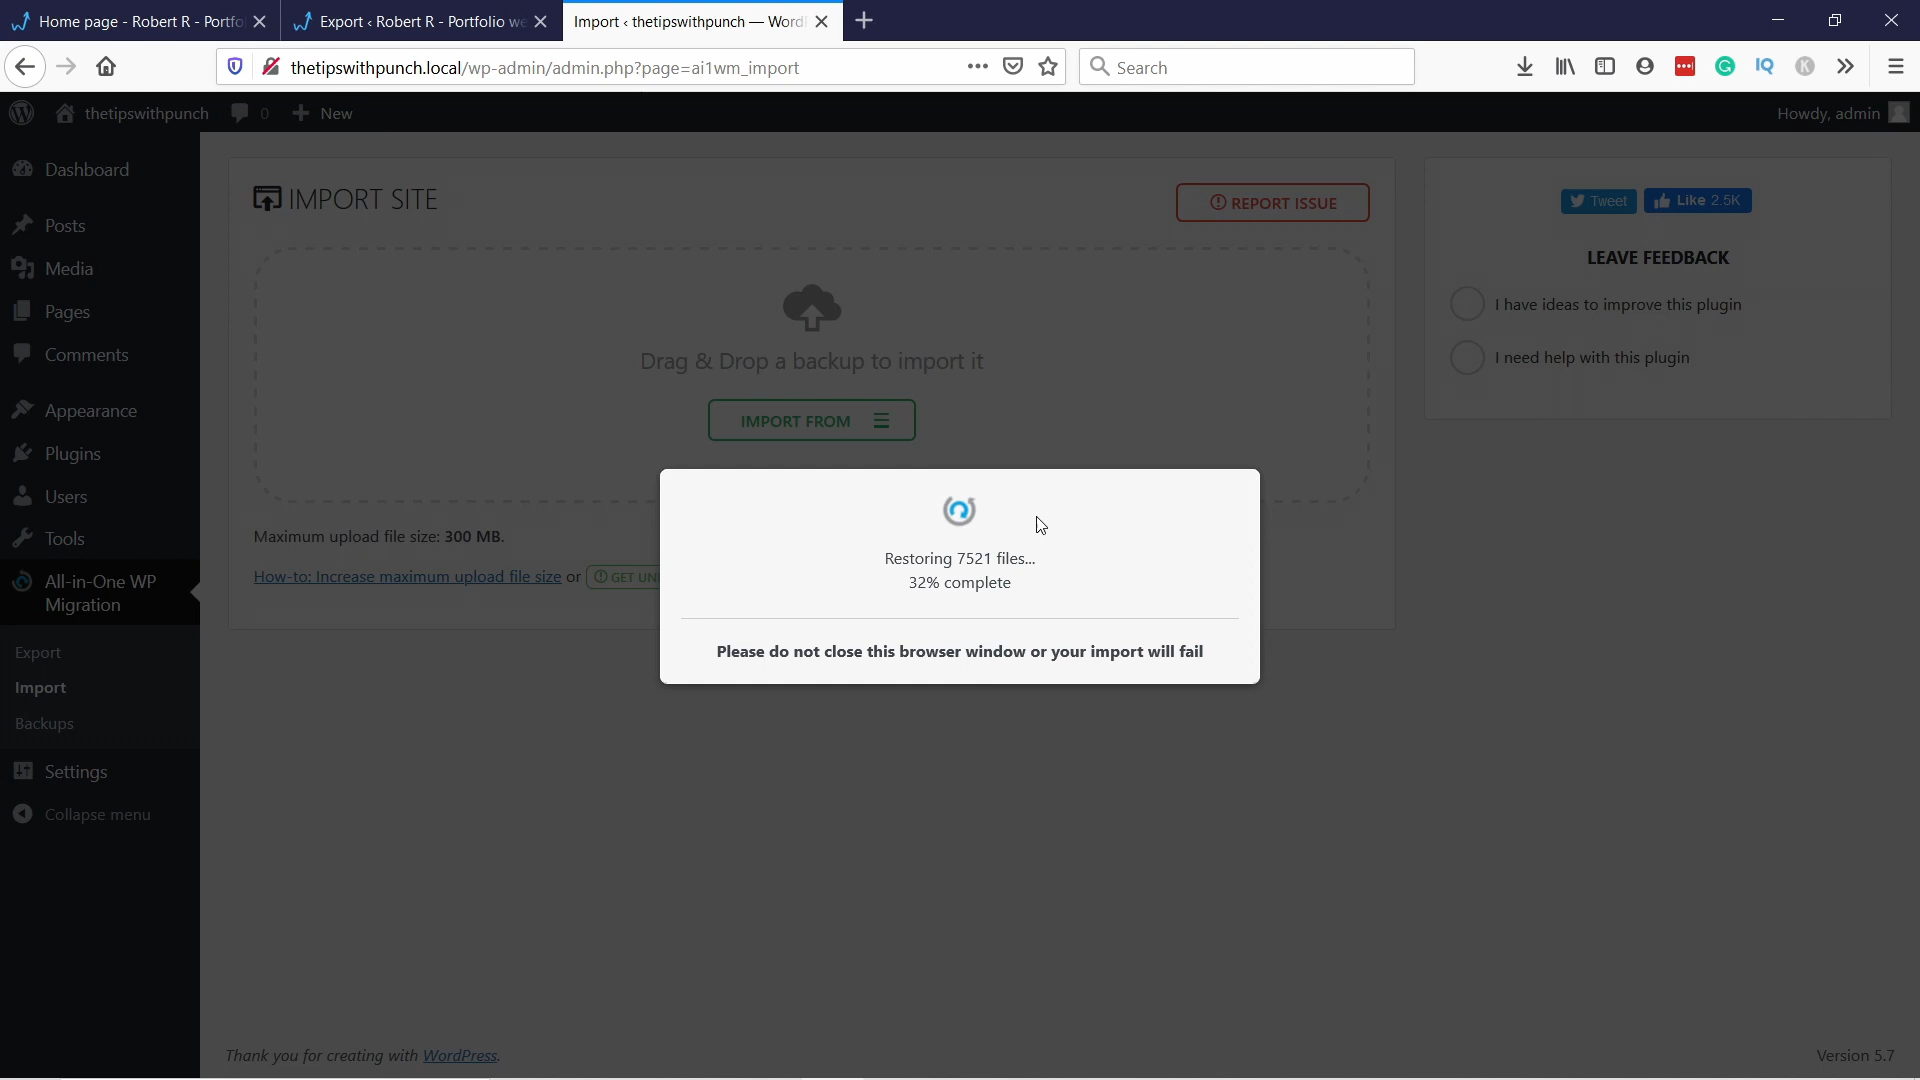 Home page - Robert R - Portfo
Export ‹ Robert R - Portfolio we
Import ‹ thetipswithpunch — Word
thetipswithpunch.local/wp-admin/admin.php?page=ai1wm_import
Search
IQ
K
thetipswithpunch
0
New
Howdy, admin
Dashboard
Posts
Media
Pages
Comments
Appearance
Plugins
Users
Tools
All-in-One WP
Migration
Export
Import
Backups
Settings
Collapse menu
IMPORT SITE
REPORT ISSUE
Drag & Drop a backup to import it
IMPORT FROM
Maximum upload file size: 300 MB.
How-to: Increase maximum upload file size or GET UN
Restoring 7521 files...
32% complete
Please do not close this browser window or your import will fail
Tweet
Like 2.5K
LEAVE FEEDBACK
I have ideas to improve this plugin
I need help with this plugin
Thank you for creating with WordPress.
Version 5.7